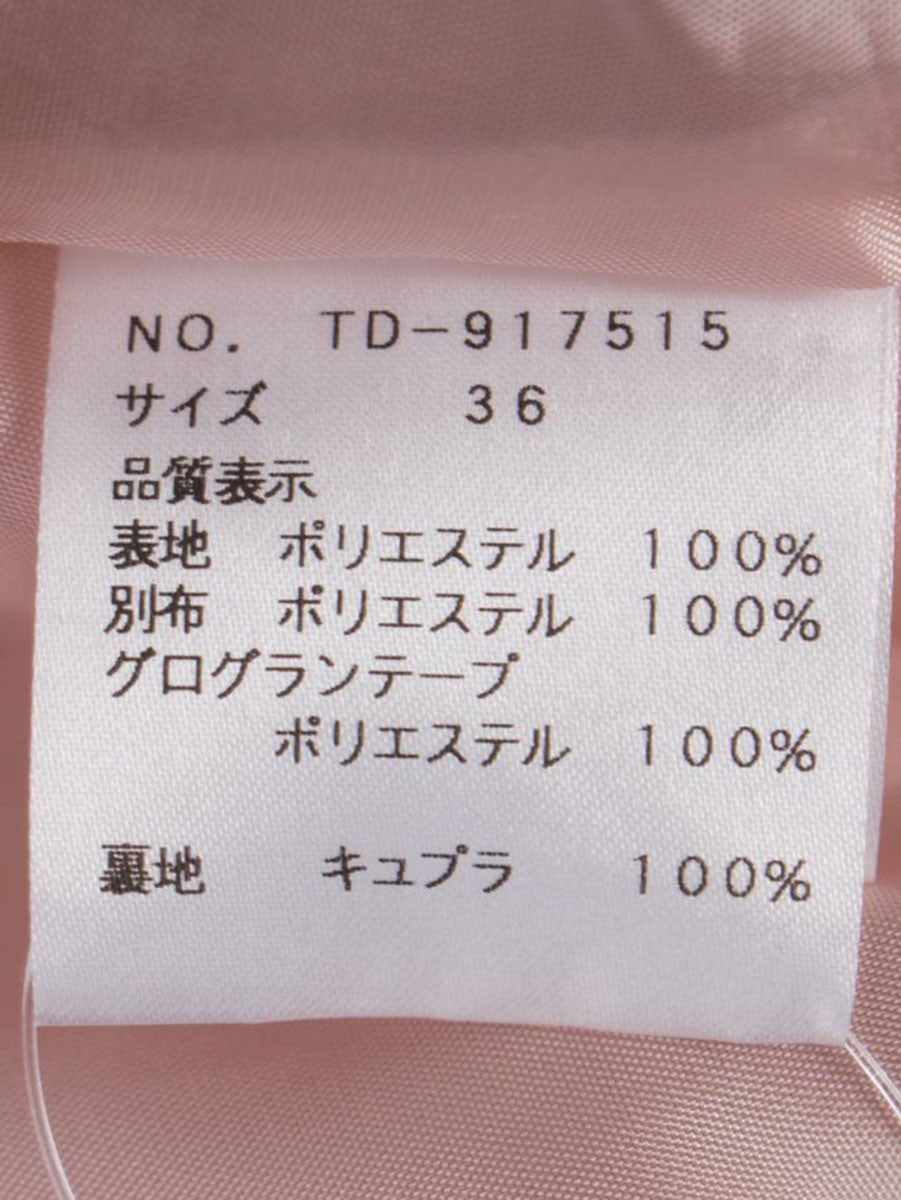 NO. TD-917515
サイズ 36
品質表示
表地 ポリエステル 100%
別布 ポリエステル 100%
グログランテープ
ポリエステル 100%
裏地 キュプラ 100%